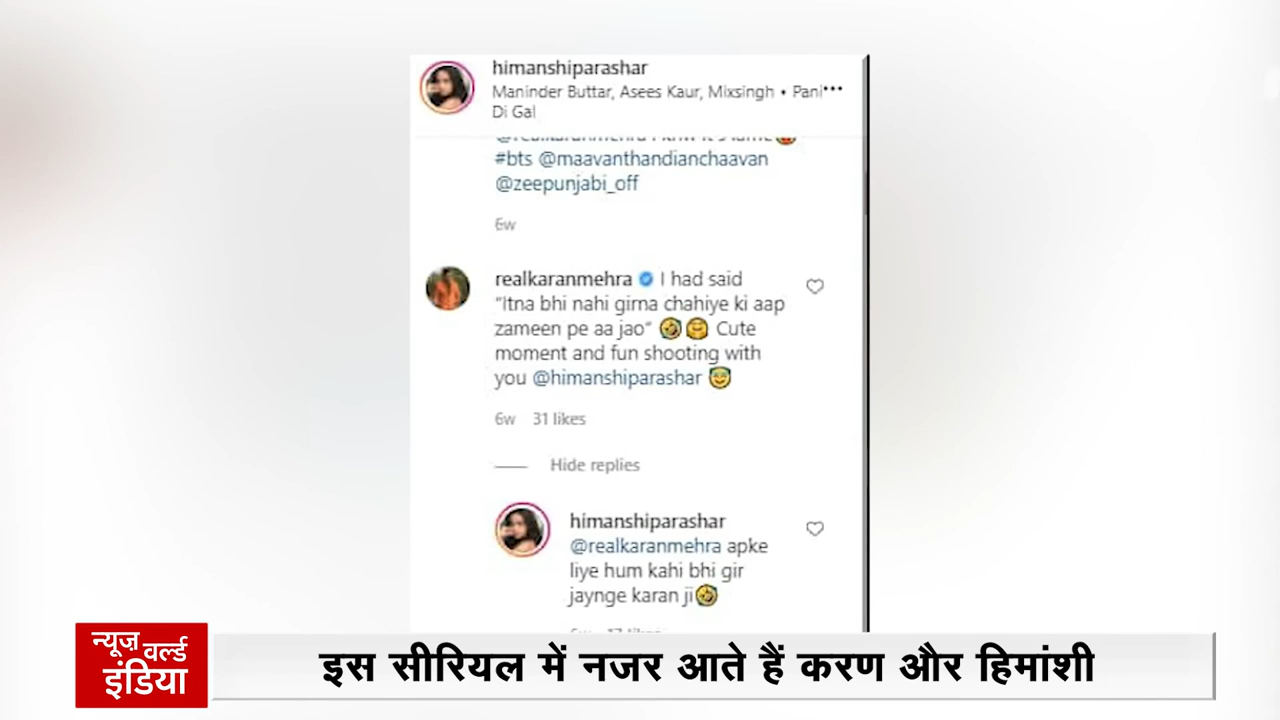 himanshiparashar
Maninder Buttar, Asees Kaur, Mixsingh • Pani•••
Di Gal
@realkaranmehra
#bts @maavanthandianchaavan
@zeepunjabi_off
6w
realkaranmehra I had said
“Itna bhi nahi girna chahiye ki aap
zameen pe aa jao” 🤣🤗 Cute
moment and fun shooting with
you @himanshiparashar 😇
6w 31 likes
Hide replies
himanshiparashar
@realkaranmehra apke
liye hum kahi bhi gir
jaynge karan ji🤣
न्यूज़ वर्ल्ड
इंडिया
इस सीरियल में नजर आते हैं करण और हिमांशी